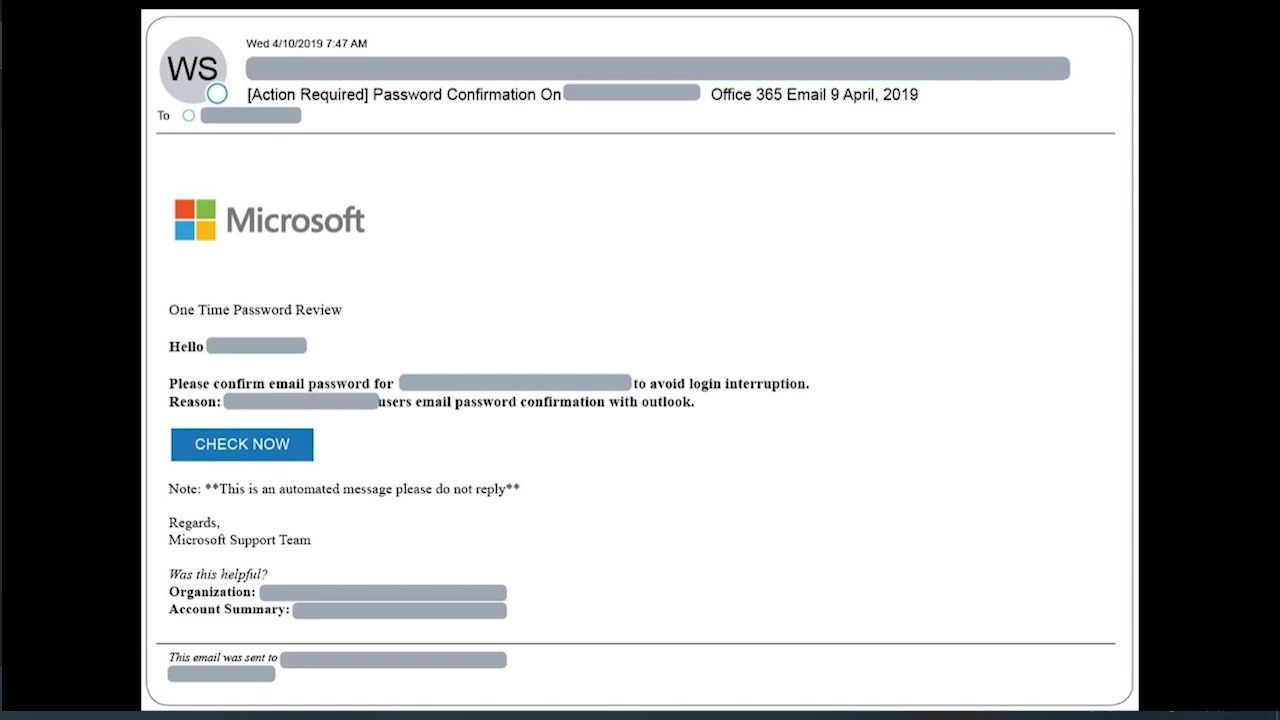 Wed 4/10/2019 7:47 AM
WS
[Action Required] Password Confirmation On Office 365 Email 9 April, 2019
To
Microsoft
One Time Password Review
Hello
Please confirm email password for to avoid login interruption.
Reason: users email password confirmation with outlook.
CHECK NOW
Note: **This is an automated message please do not reply**
Regards,
Microsoft Support Team
Was this helpful?
Organization:
Account Summary:
This email was sent to